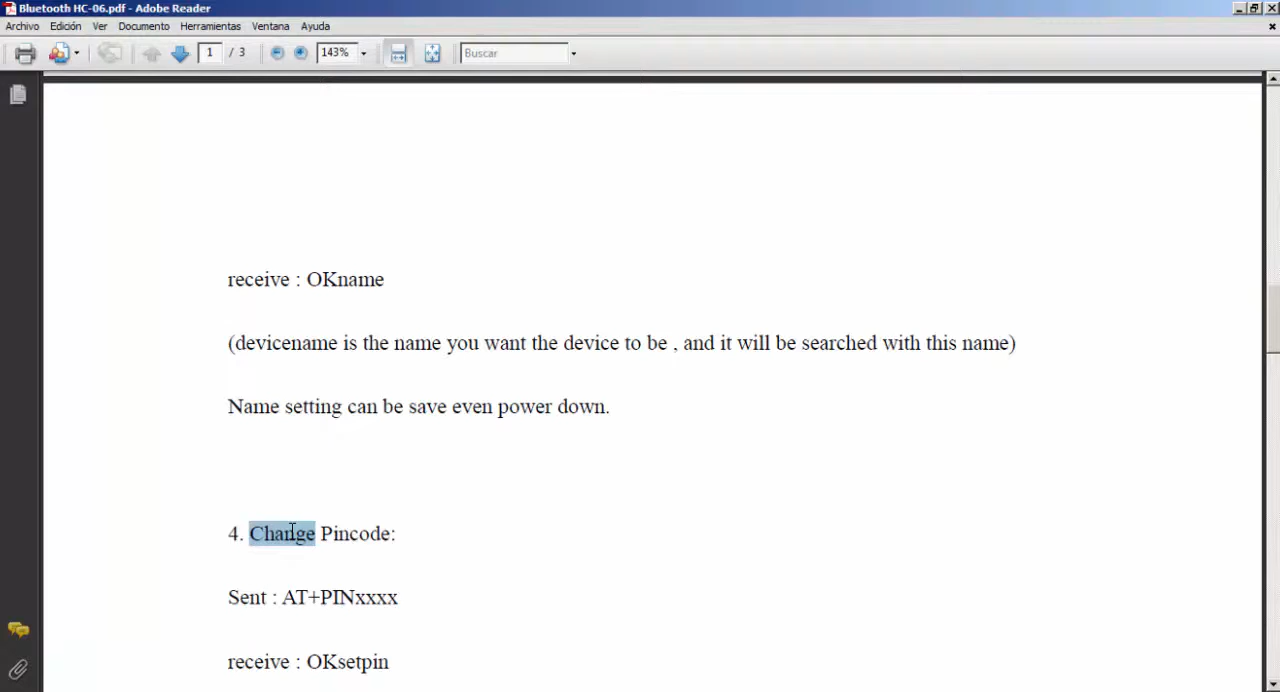 Bluetooth HC-06.pdf - Adobe Reader
Archivo Edición Ver Documento Herramientas Ventana Ayuda
1 / 3 143% Buscar
receive : OKname
(devicename is the name you want the device to be , and it will be searched with this name)
Name setting can be save even power down.
4. Change Pincode:
Sent : AT+PINxxxx
receive : OKsetpin